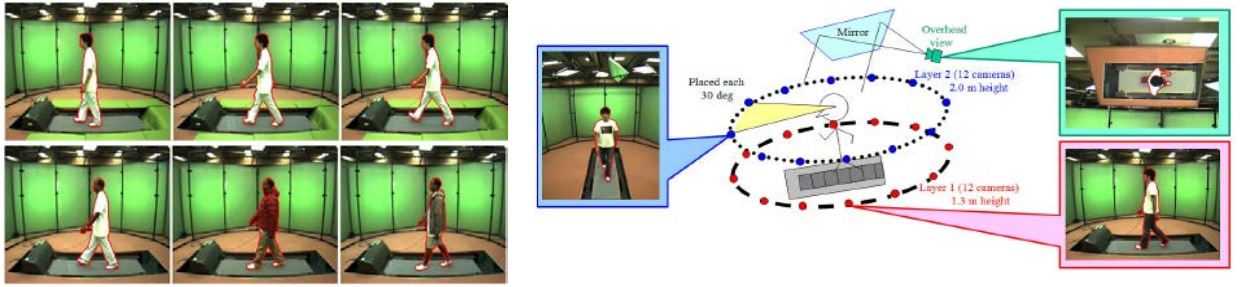 Mirror
Overhead
view
Placed each
30 deg
Layer 2 (12 cameras)
2.0 m height
Layer 1 (12 cameras)
1.3 m height